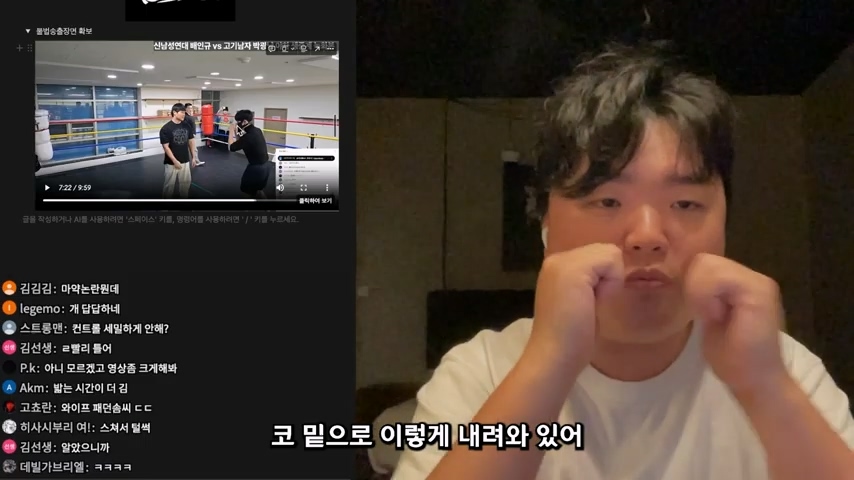 ▼ 불법송출장면 확보
신남성연대 배인규 vs 고기남자 박광
7:22 / 9:59
클릭하여 보기
글을 작성하거나 AI를 사용하려면 '스페이스' 키를, 명령어를 사용하려면 ' / ' 키를 누르세요.
김김김: 마약논란뭔데
legemo: 개 답답하네
스트롱맨: 컨트롤 세밀하게 안해?
김선생: ㄹ빨리 틀어
P.k: 아니 모르겠고 영상좀 크게해봐
Akm: 밟는 시간이 더 김
고쵸란: 와이프 패던솜씨 ㄷㄷ
히사시부리 여!: 스쳐서 털썩
김선생: 알았으니까
데빌가브리엘: ㅋㅋㅋㅋ
코 밑으로 이렇게 내려와 있어